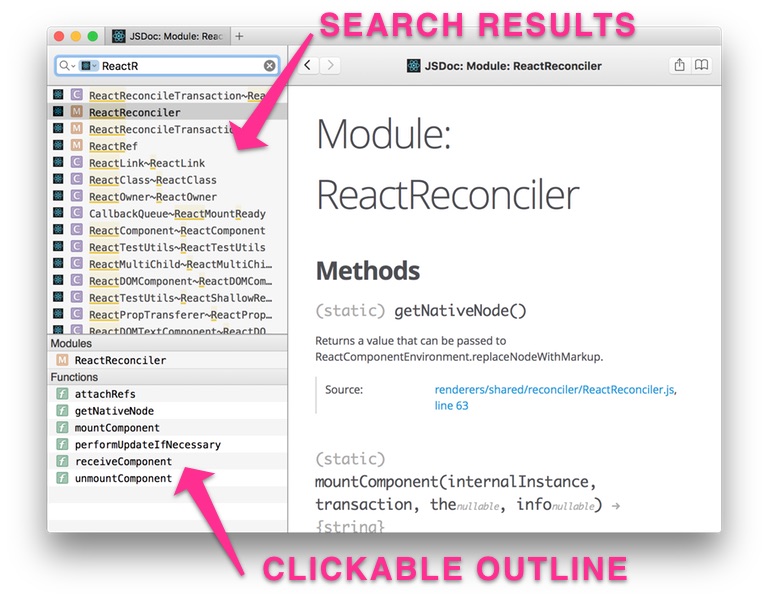 SEARCH RESULTS
JSDoc: Module: Reac
ReactR
JSDoc: Module: ReactReconciler
C ReactReconcileTransaction~Rea…
M ReactReconciler
M ReactReconcileTransactio
M ReactRef
C ReactLink~ReactLink
C ReactClass~ReactClass
C ReactOwner~ReactOwner
C CallbackQueue~ReactMountReady
C ReactComponent~ReactComponent
C ReactTestUtils~ReactTestUtils
C ReactMultiChild~ReactMultiChi…
C ReactDOMComponent~ReactDOMCom…
C ReactTestUtils~ReactShallowRe…
C ReactPropTransferer~ReactProp…
C ReactDOMTextComponent~ReactDO…
Modules
M ReactReconciler
Functions
f attachRefs
f getNativeNode
f mountComponent
f performUpdateIfNecessary
f receiveComponent
f unmountComponent
Module:
ReactReconciler
Methods
(static) getNativeNode()
Returns a value that can be passed to
ReactComponentEnvironment.replaceNodeWithMarkup.
Source: renderers/shared/reconciler/ReactReconciler.js,
line 63
(static)
mountComponent(internalInstance,
transaction, the nullable, info nullable) →
{string}
CLICKABLE OUTLINE